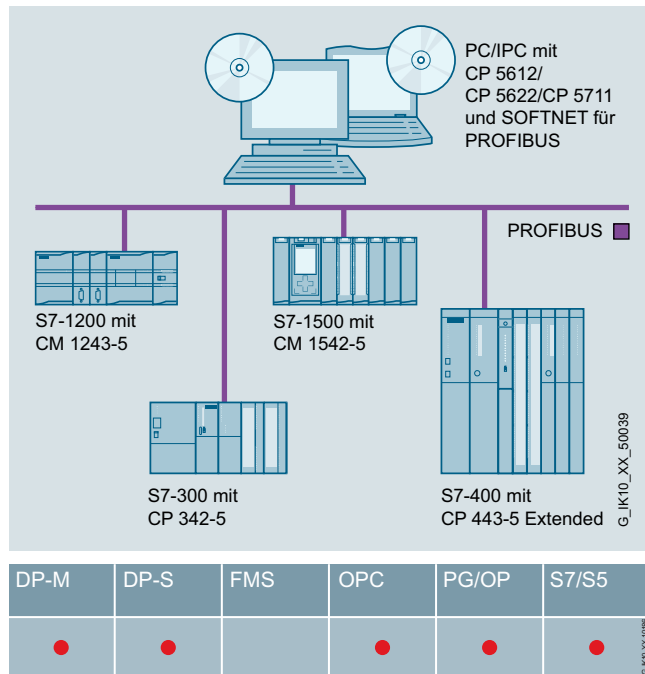 PC/IPC mit
CP 5612/
CP 5622/CP 5711
und SOFTNET für
PROFIBUS
PROFIBUS
S7-1200 mit
CM 1243-5
S7-1500 mit
CM 1542-5
S7-300 mit
CP 342-5
S7-400 mit
CP 443-5 Extended
G_IK10_XX_50039
DP-M DP-S FMS OPC PG/OP S7/S5